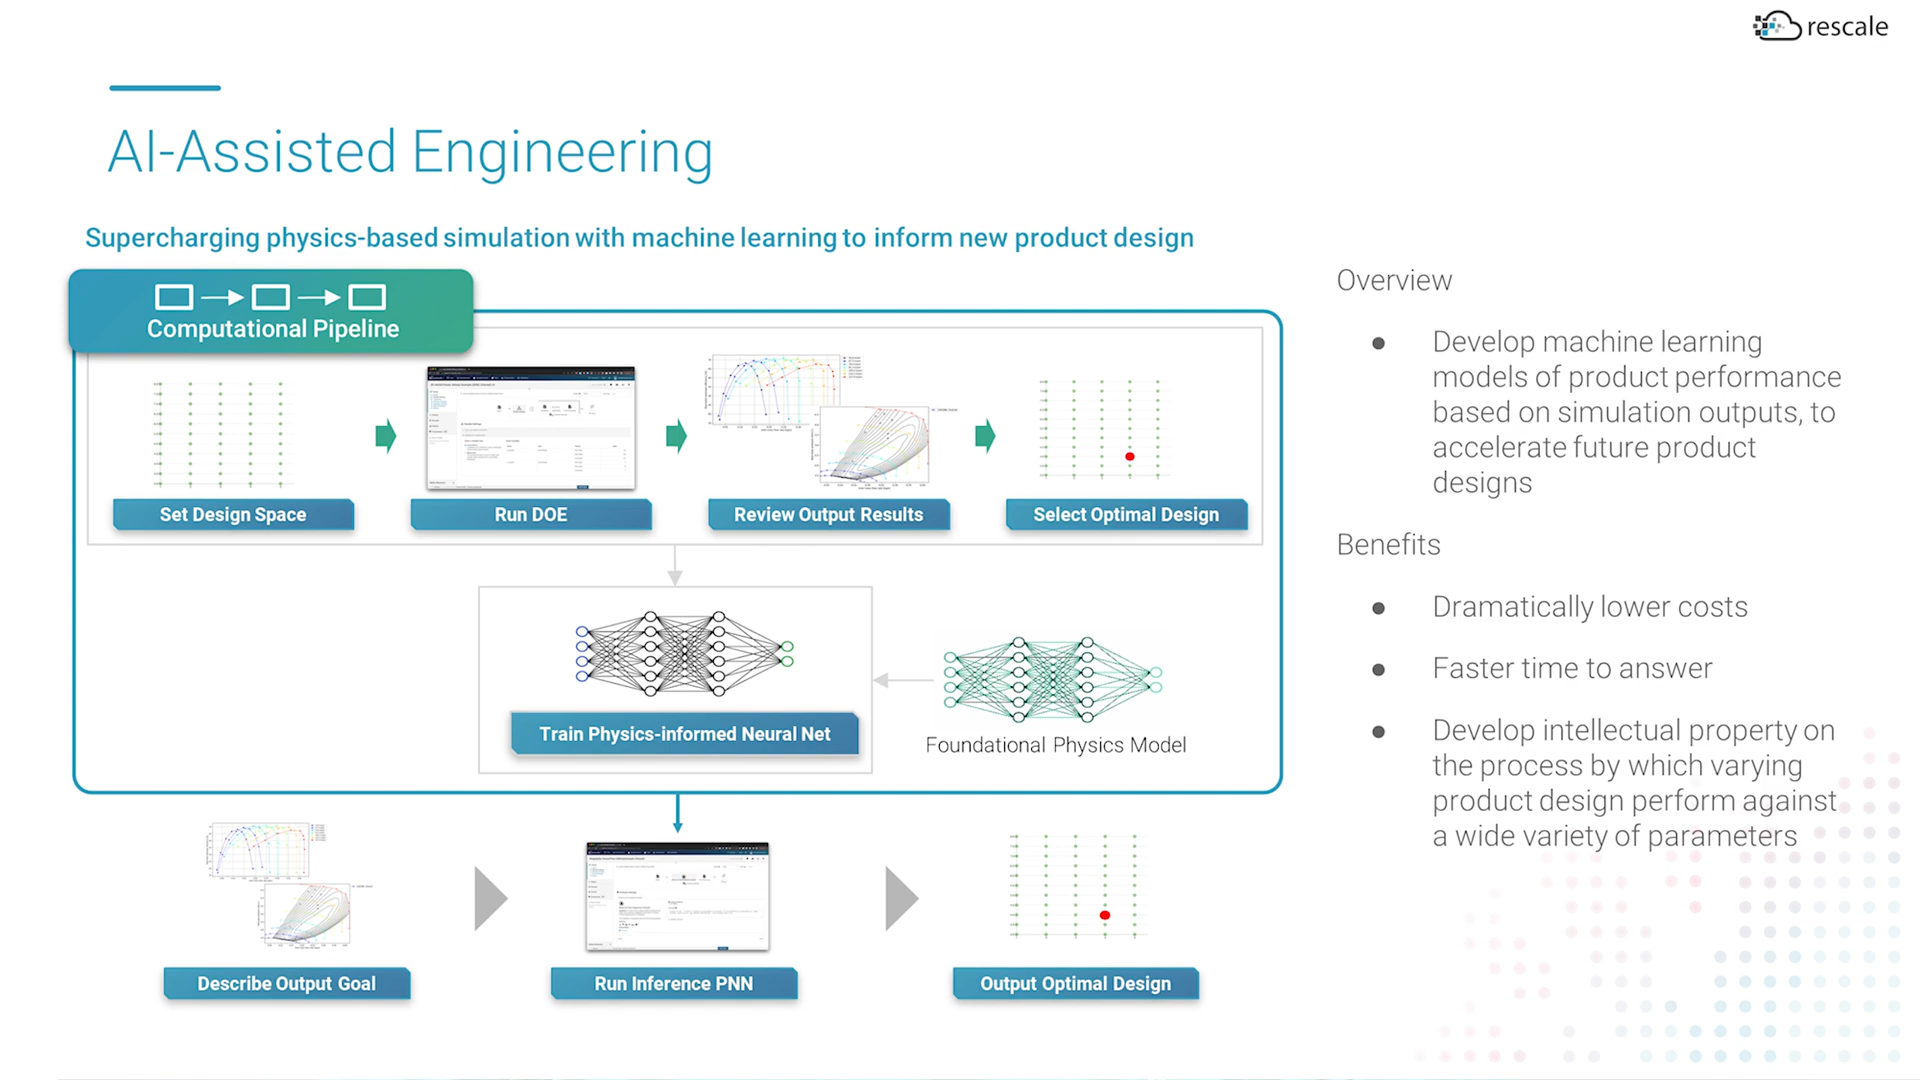 rescale
AI-Assisted Engineering
Supercharging physics-based simulation with machine learning to inform new product design
Computational Pipeline
Set Design Space
Run DOE
Review Output Results
Select Optimal Design
Train Physics-informed Neural Net
Foundational Physics Model
Describe Output Goal
Run Inference PNN
Output Optimal Design
Overview
Develop machine learning
models of product performance
based on simulation outputs, to
accelerate future product
designs
Benefits
Dramatically lower costs
Faster time to answer
Develop intellectual property on
the process by which varying
product design perform against
a wide variety of parameters